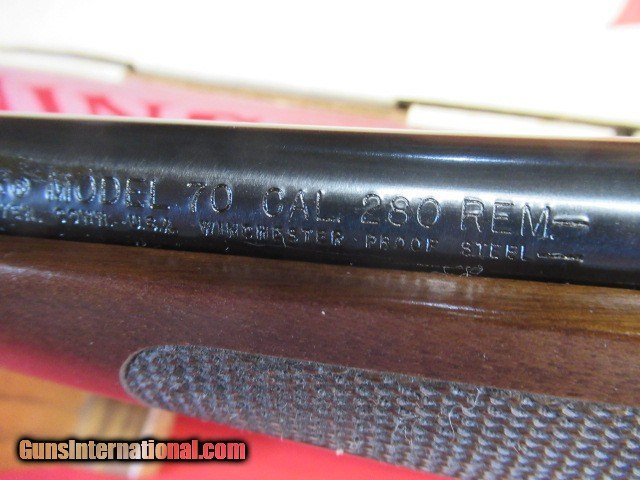 MODEL 70 CAL. 280 REM.
CONN.-U.S.A. WINCHESTER PROOF STEEL
GunsInternational.com